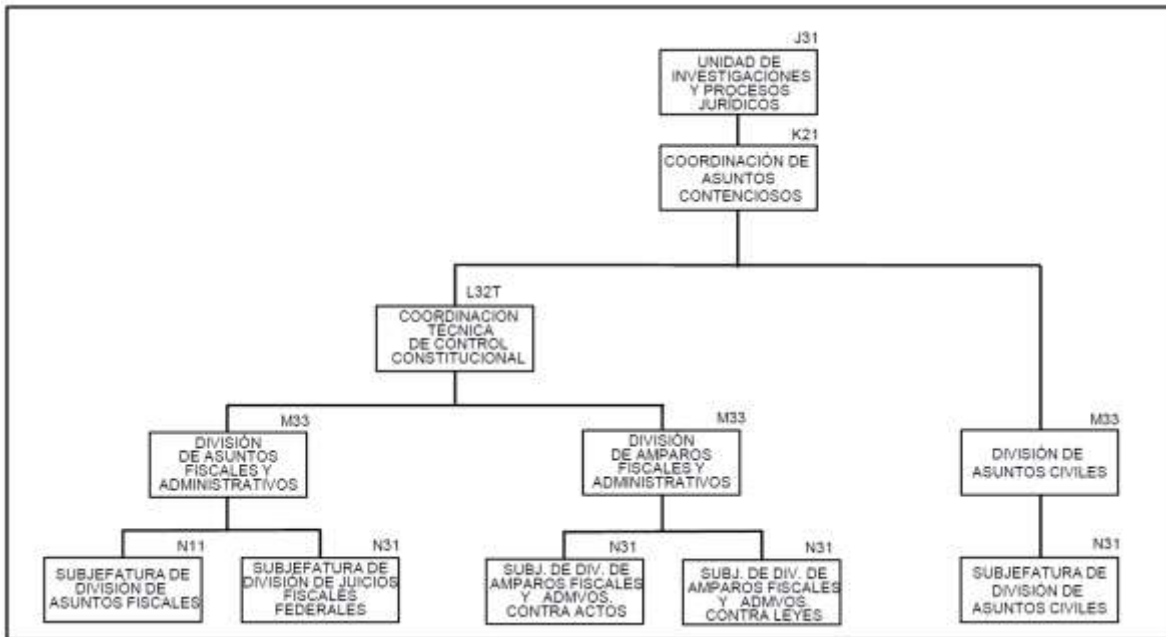 J31
UNIDAD DE
INVESTIGACIONES
Y PROCESOS
JURÍDICOS
K21
COORDINACIÓN DE
ASUNTOS
CONTENCIOSOS
L32T
COORDINACION
TÉCNICA
DE CONTROL
CONSTITUCIONAL
M33
DIVISIÓN
DE ASUNTOS
FISCALES Y
ADMINISTRATIVOS
M33
DIVISIÓN
DE AMPAROS
FISCALES Y
ADMINISTRATIVOS
M33
DIVISIÓN DE
ASUNTOS CIVILES
N11
SUBJEFATURA DE
DIVISIÓN DE
ASUNTOS FISCALES
N31
SUBJEFATURA DE
DIVISIÓN DE JUICIOS
FISCALES
FEDERALES
N31
SUBJ. DE DIV. DE
AMPAROS FISCALES
Y ADMVOS,
CONTRA ACTOS
N31
SUBJ. DE DIV. DE
AMPAROS FISCALES
Y ADMVOS,
CONTRA LEYES
N31
SUBJEFATURA DE
DIVISIÓN DE
ASUNTOS CIVILES